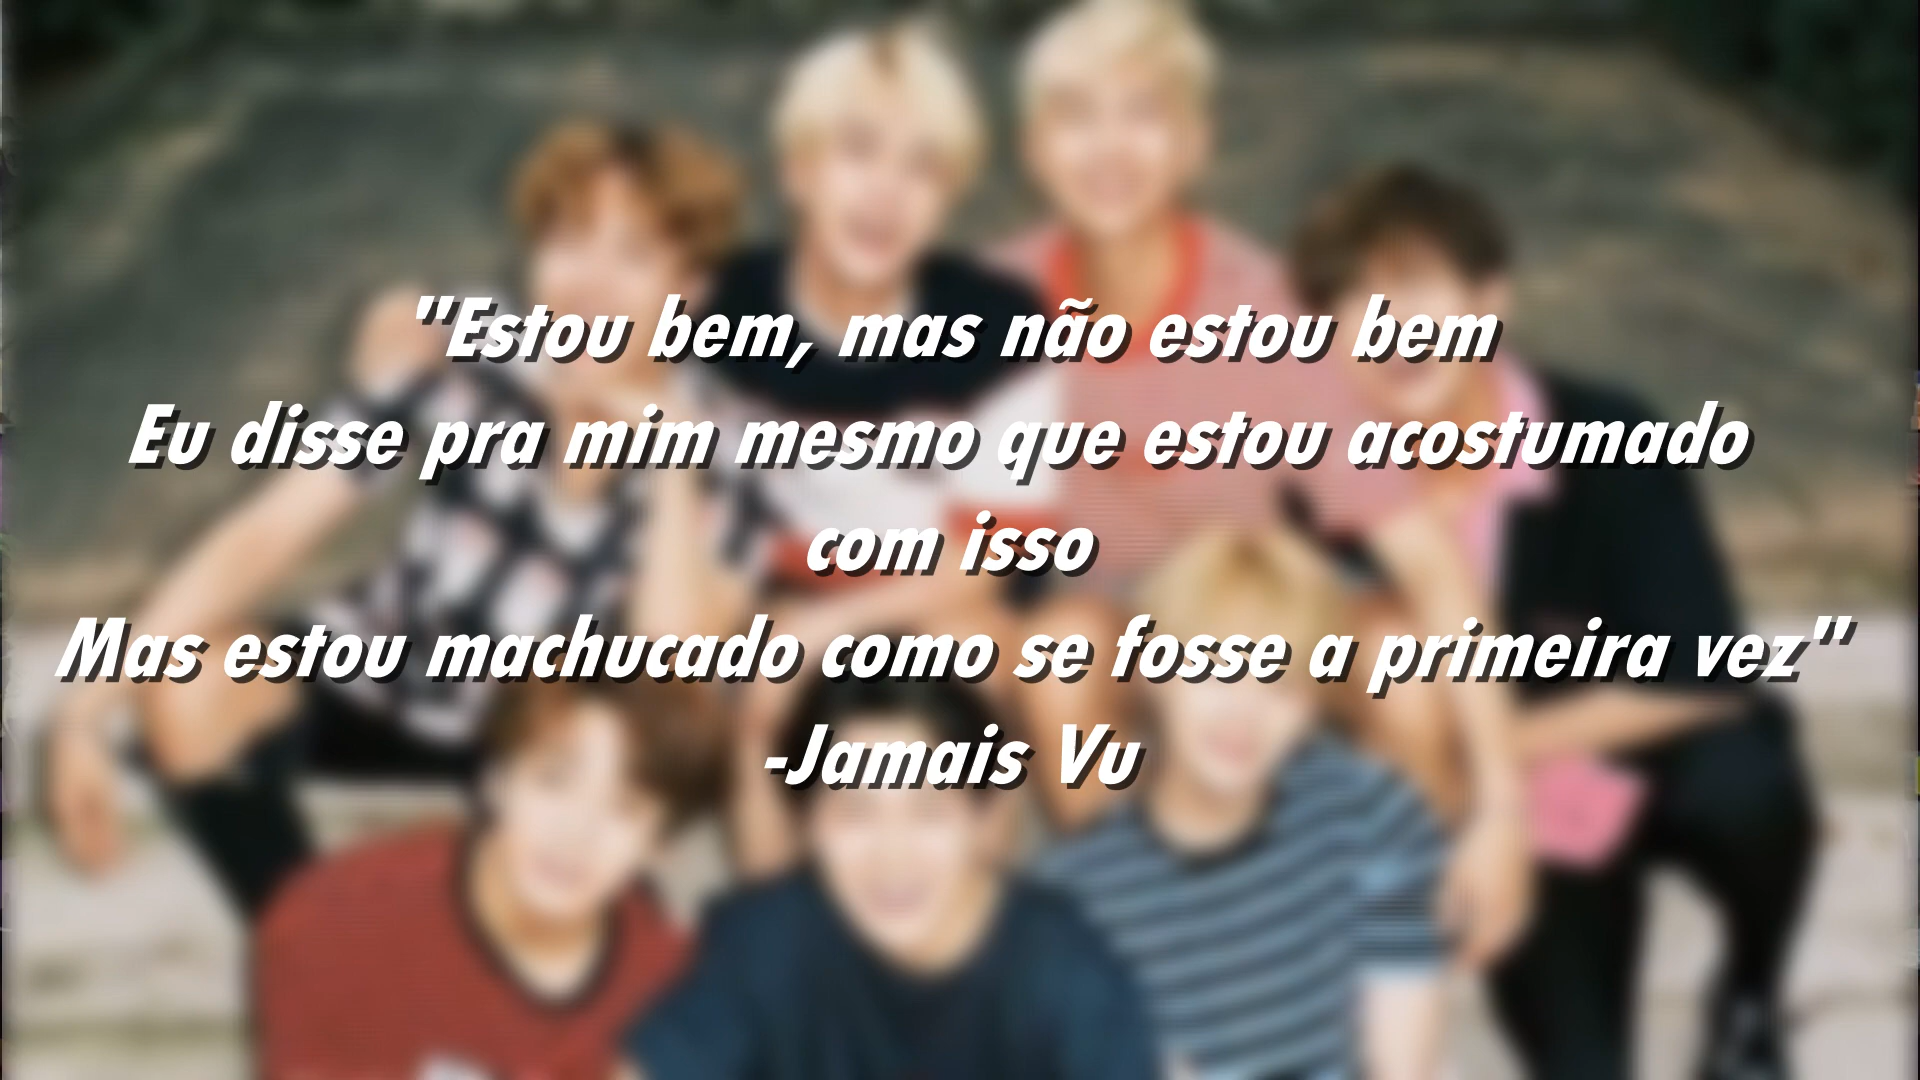 "Estou bem, mas não estou bem
Eu disse pra mim mesmo que estou acostumado
com isso
Mas estou machucado como se fosse a primeira vez"
-Jamais Vu